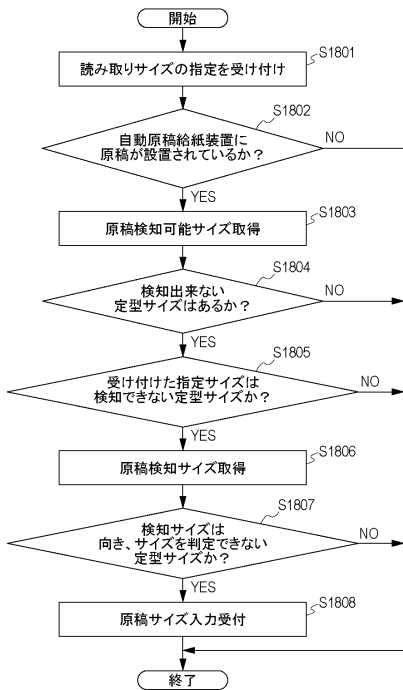 開始
S1801
読み取りサイズの指定を受け付け
S1802
自動原稿給紙装置に
原稿が設置されているか?
NO
YES
S1803
原稿検知可能サイズ取得
S1804
検知出来ない
定型サイズはあるか?
NO
YES
S1805
受け付けた指定サイズは
検知できない定型サイズか?
NO
YES
S1806
原稿検知サイズ取得
S1807
検知サイズは
向き、サイズを判定できない
定型サイズか?
NO
YES
S1808
原稿サイズ入力受付
終了